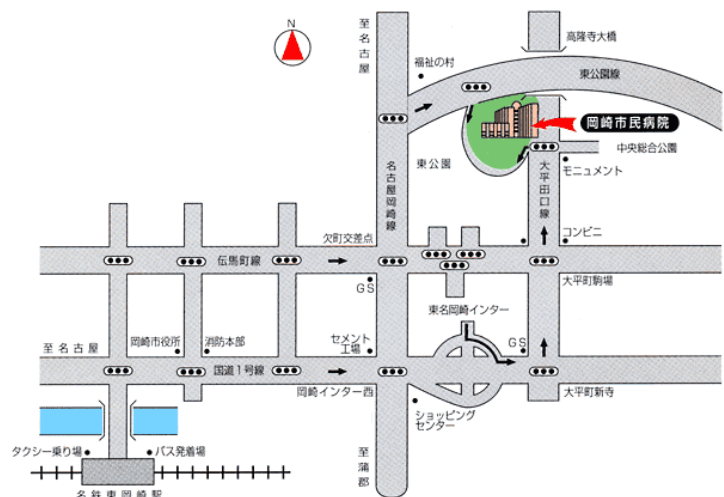 N
至名古屋
高隆寺大橋
福祉の村
東公園線
岡崎市民病院
中央総合公園
東公園
モニュメント
名古屋岡崎線
大平田口線
欠町交差点
コンビニ
伝馬町線
GS
大平町駒場
東名岡崎インター
岡崎市役所
消防本部
セメント
工場
GS
至名古屋
国道1号線
岡崎インター西
大平町新寺
ショッピング
センター
タクシー乗り場
バス発着場
至蒲郡
名鉄東岡崎駅